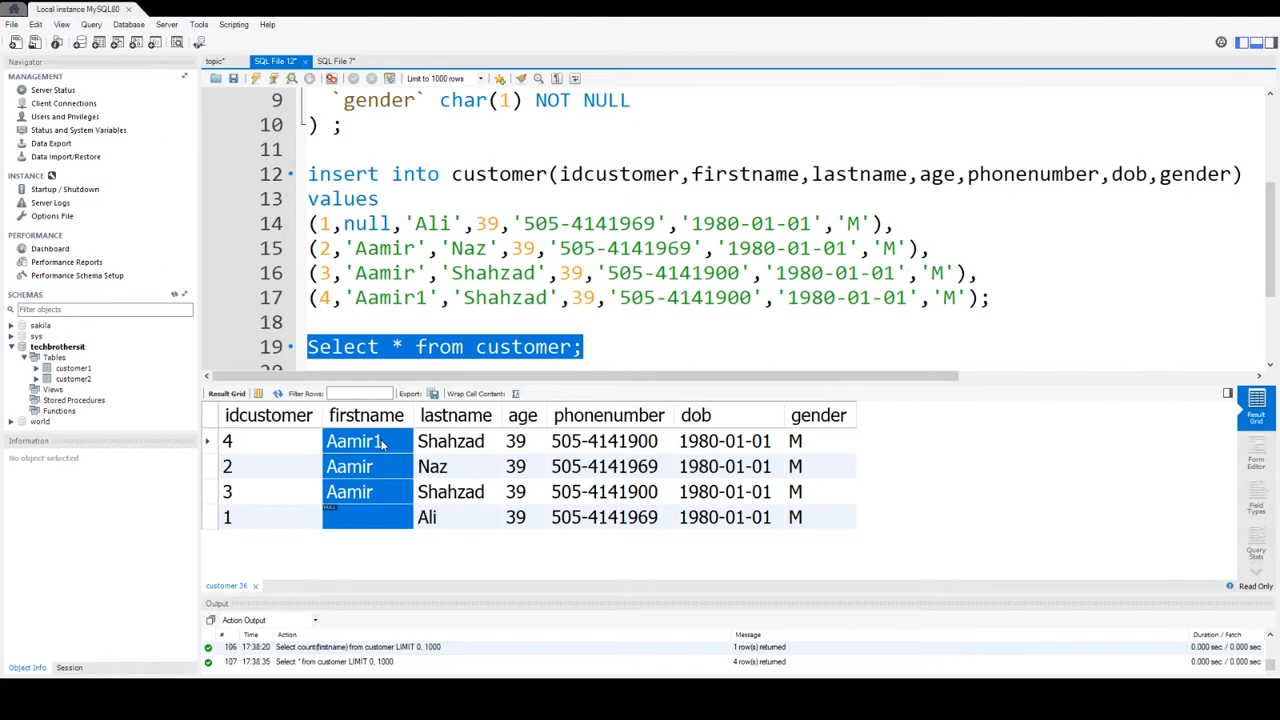 Local instance MySQL80 ×
File Edit View Query Database Server Tools Scripting Help
Navigator
MANAGEMENT
Server Status
Client Connections
Users and Privileges
Status and System Variables
Data Export
Data Import/Restore
INSTANCE
Startup / Shutdown
Server Logs
Options File
PERFORMANCE
Dashboard
Performance Reports
Performance Schema Setup
SCHEMAS
Filter objects
sakila
sys
techbrothersit
Tables
customer1
customer2
Views
Stored Procedures
Functions
world
Information
No object selected
Object Info Session
topic* SQL File 12* × SQL File 7*
Limit to 1000 rows
9 `gender` char(1) NOT NULL
10 ) ;
11
12 insert into customer(idcustomer,firstname,lastname,age,phonenumber,dob,gender)
13 values
14 (1,null,'Ali',39,'505-4141969','1980-01-01','M'),
15 (2,'Aamir','Naz',39,'505-4141969','1980-01-01','M'),
16 (3,'Aamir','Shahzad',39,'505-4141900','1980-01-01','M'),
17 (4,'Aamir1','Shahzad',39,'505-4141900','1980-01-01','M');
18
19 Select * from customer;
Result Grid Filter Rows: Export: Wrap Cell Contents:
idcustomer firstname lastname age phonenumber dob gender
4 Aamir1 Shahzad 39 505-4141900 1980-01-01 M
2 Aamir Naz 39 505-4141969 1980-01-01 M
3 Aamir Shahzad 39 505-4141900 1980-01-01 M
1 NULL Ali 39 505-4141969 1980-01-01 M
Result Grid
Form Editor
Field Types
Query Stats
customer 36 × Read Only
Output
Action Output
# Time Action Message Duration / Fetch
106 17:38:20 Select count(firstname) from customer LIMIT 0, 1000 1 row(s) returned 0.000 sec / 0.000 sec
107 17:38:35 Select * from customer LIMIT 0, 1000 4 row(s) returned 0.000 sec / 0.000 sec